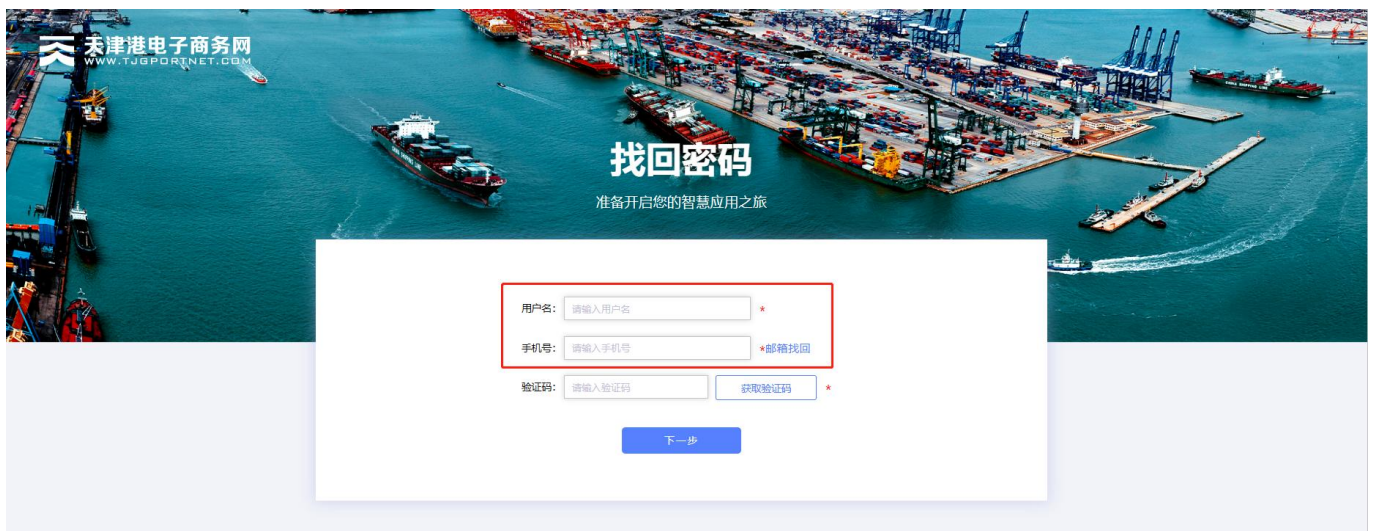 天津港电子商务网
WWW.TJGPORTNET.COM
找回密码
准备开启您的智慧应用之旅
用户名： 请输入用户名 *
手机号： 请输入手机号 *邮箱找回
验证码： 请输入验证码 获取验证码 *
下一步